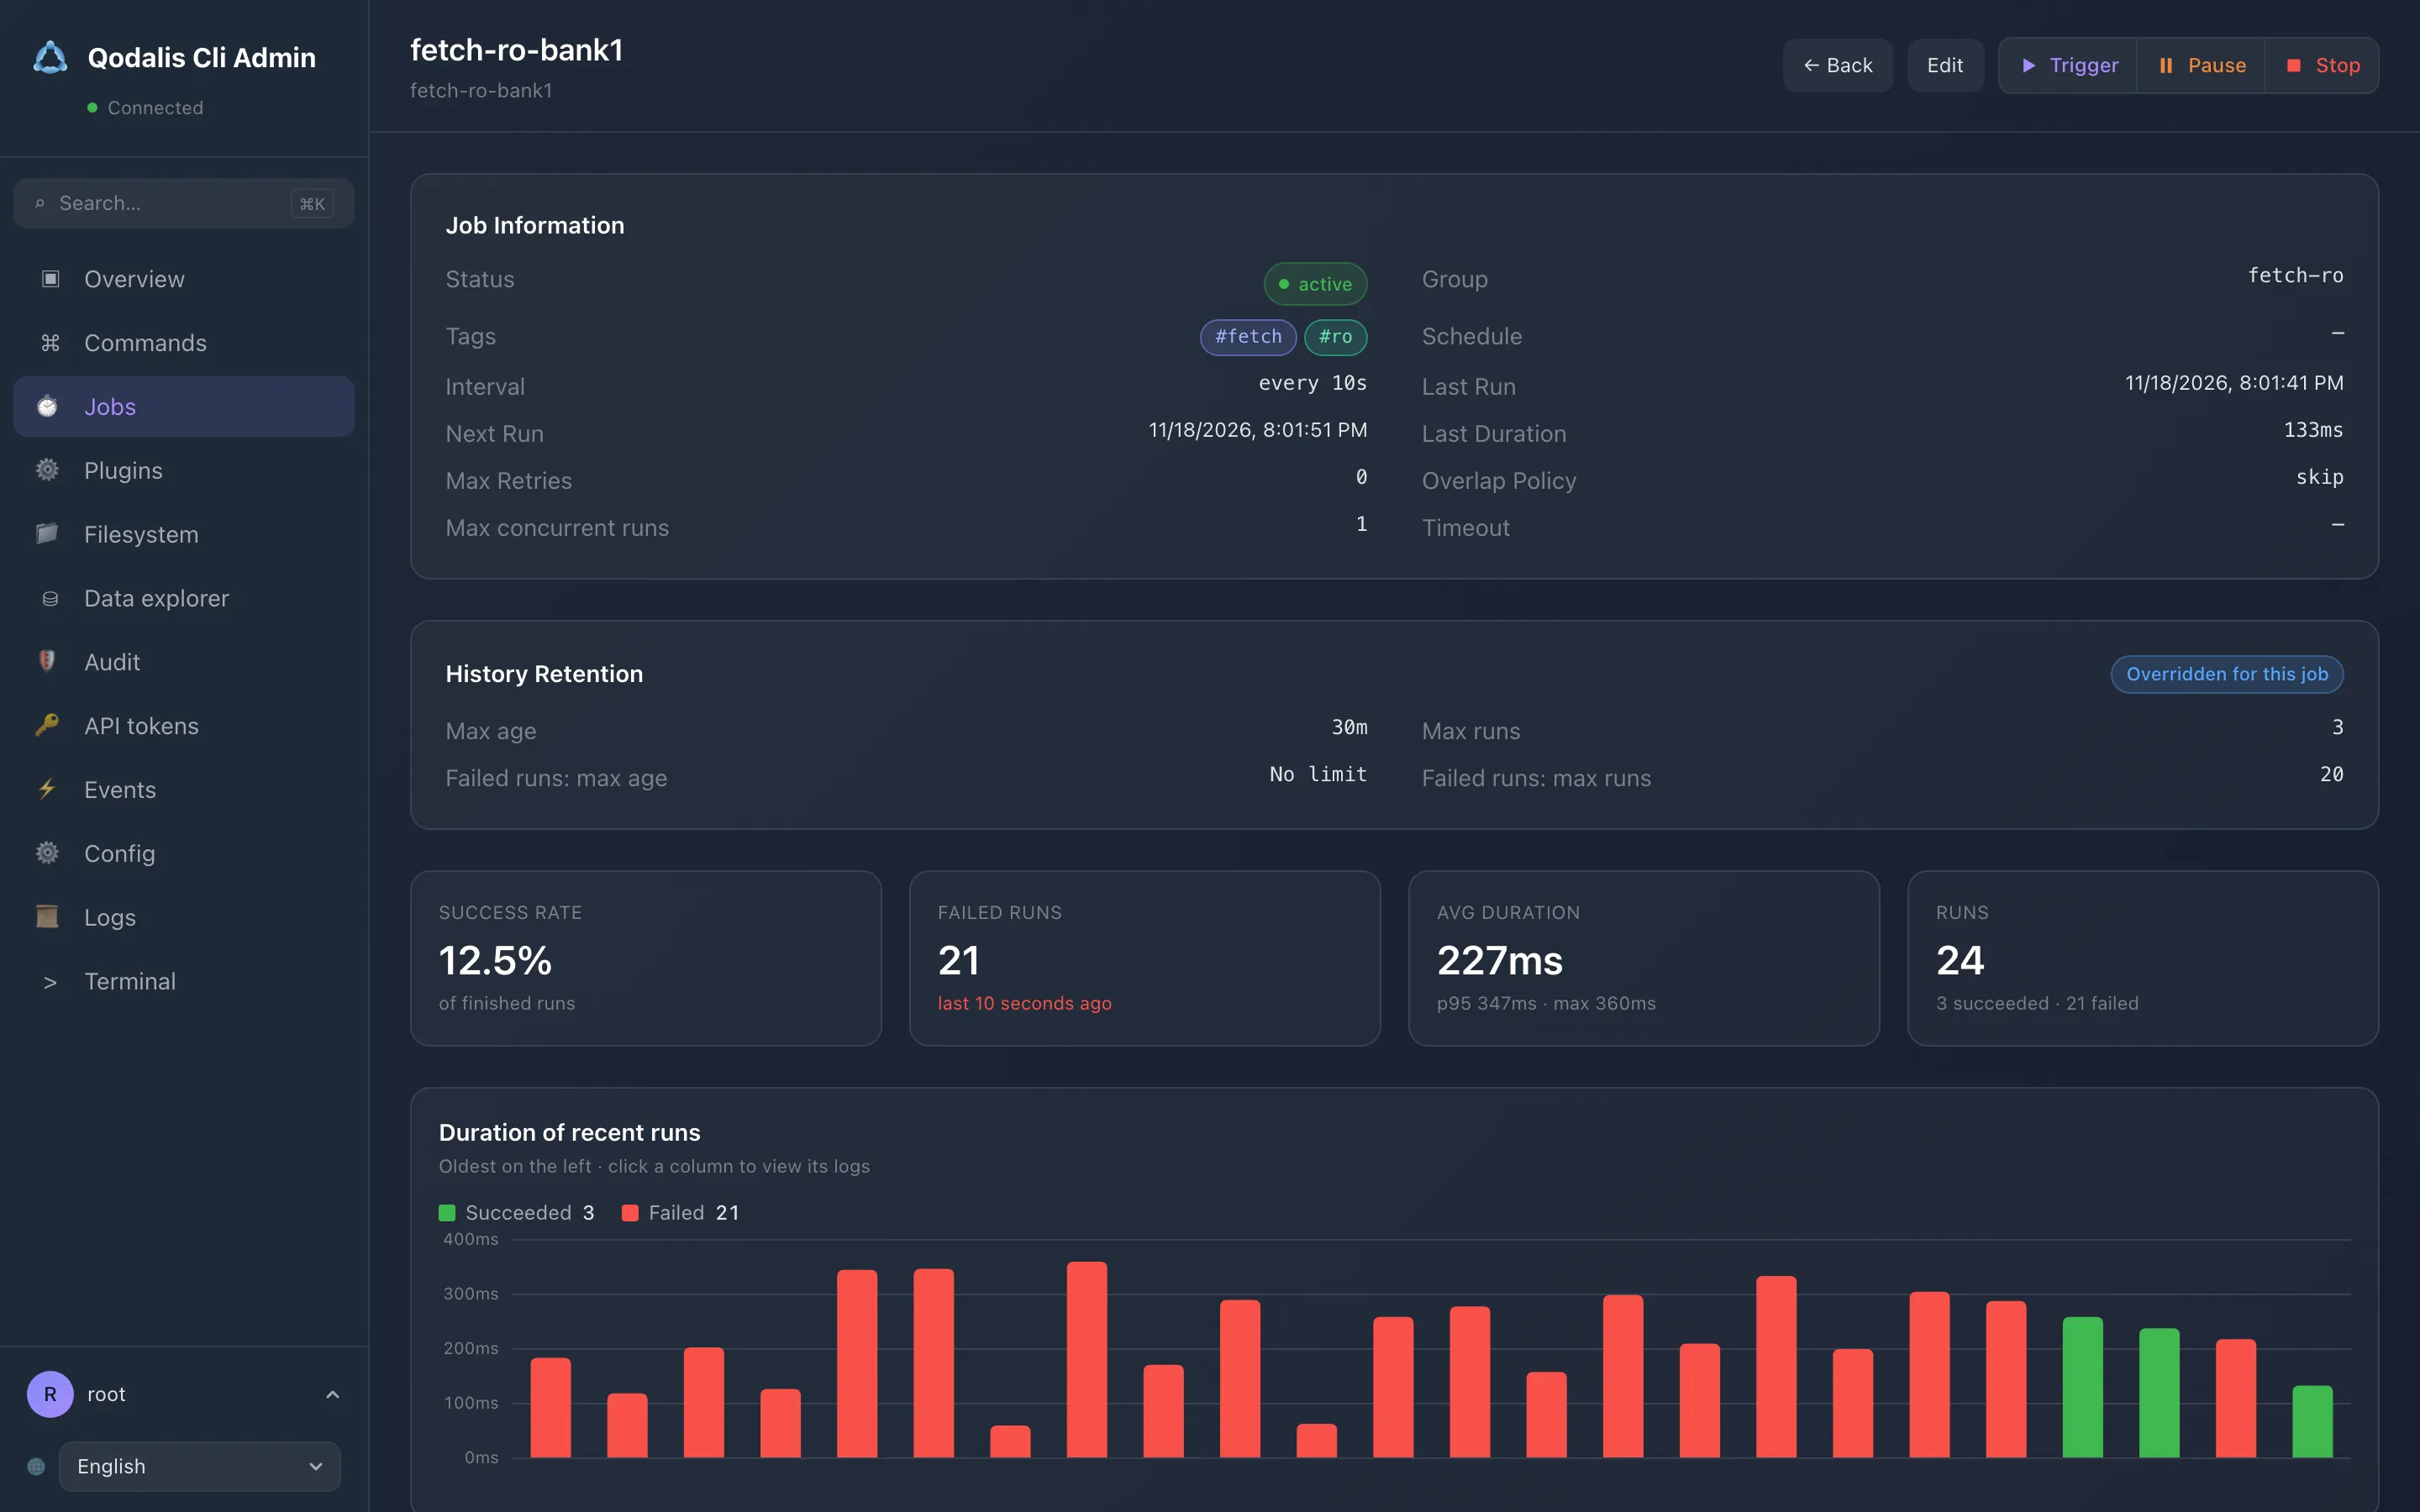 Qodalis Cli Admin
Connected
Search...
⌘K
Overview
Commands
Jobs
Plugins
Filesystem
Data explorer
Audit
API tokens
Events
Config
Logs
Terminal
R root
English
fetch-ro-bank1
fetch-ro-bank1
← Back
Edit
Trigger
Pause
Stop
Job Information
Status active
Group fetch-ro
Tags #fetch #ro
Schedule —
Interval every 10s
Last Run 11/18/2026, 8:01:41 PM
Next Run 11/18/2026, 8:01:51 PM
Last Duration 133ms
Max Retries 0
Overlap Policy skip
Max concurrent runs 1
Timeout —
History Retention
Overridden for this job
Max age 30m
Max runs 3
Failed runs: max age No limit
Failed runs: max runs 20
SUCCESS RATE
12.5%
of finished runs
FAILED RUNS
21
last 10 seconds ago
AVG DURATION
227ms
p95 347ms · max 360ms
RUNS
24
3 succeeded · 21 failed
Duration of recent runs
Oldest on the left · click a column to view its logs
Succeeded 3 Failed 21
400ms
300ms
200ms
100ms
0ms